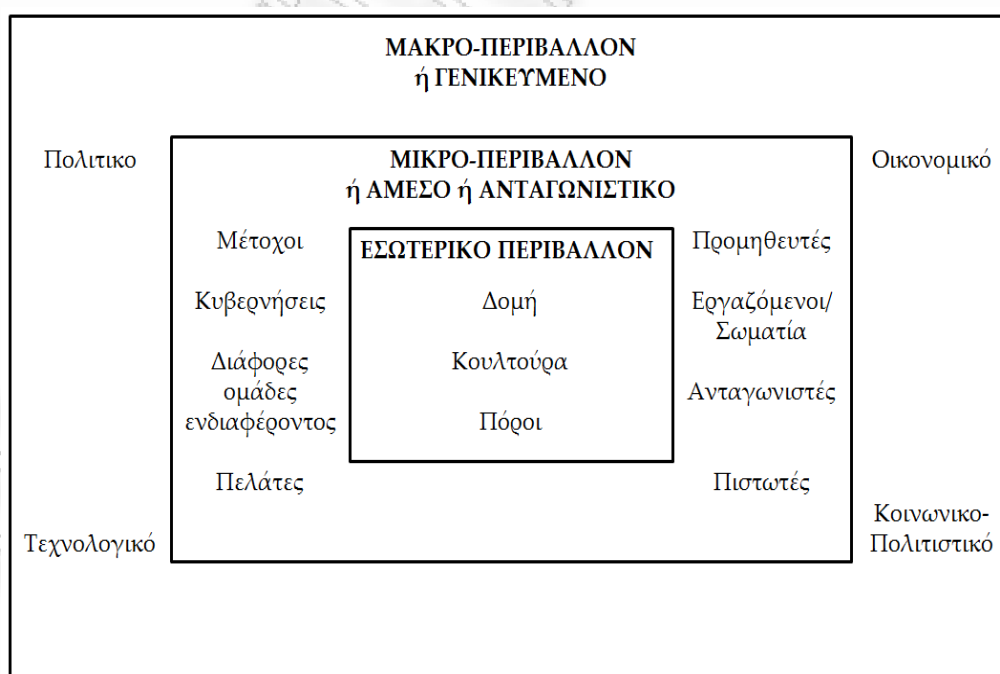 ΜΑΚΡΟ-ΠΕΡΙΒΑΛΛΟΝ
ή ΓΕΝΙΚΕΥΜΕΝΟ
Πολιτικο
Οικονομικό
ΜΙΚΡΟ-ΠΕΡΙΒΑΛΛΟΝ
ή ΑΜΕΣΟ ή ΑΝΤΑΓΩΝΙΣΤΙΚΟ
Μέτοχοι
Κυβερνήσεις
Διάφορες
ομάδες
ενδιαφέροντος
Πελάτες
ΕΣΩΤΕΡΙΚΟ ΠΕΡΙΒΑΛΛΟΝ
Δομή
Κουλτούρα
Πόροι
Προμηθευτές
Εργαζόμενοι/
Σωματία
Ανταγωνιστές
Πιστωτές
Τεχνολογικό
Κοινωνικο-
Πολιτιστικό